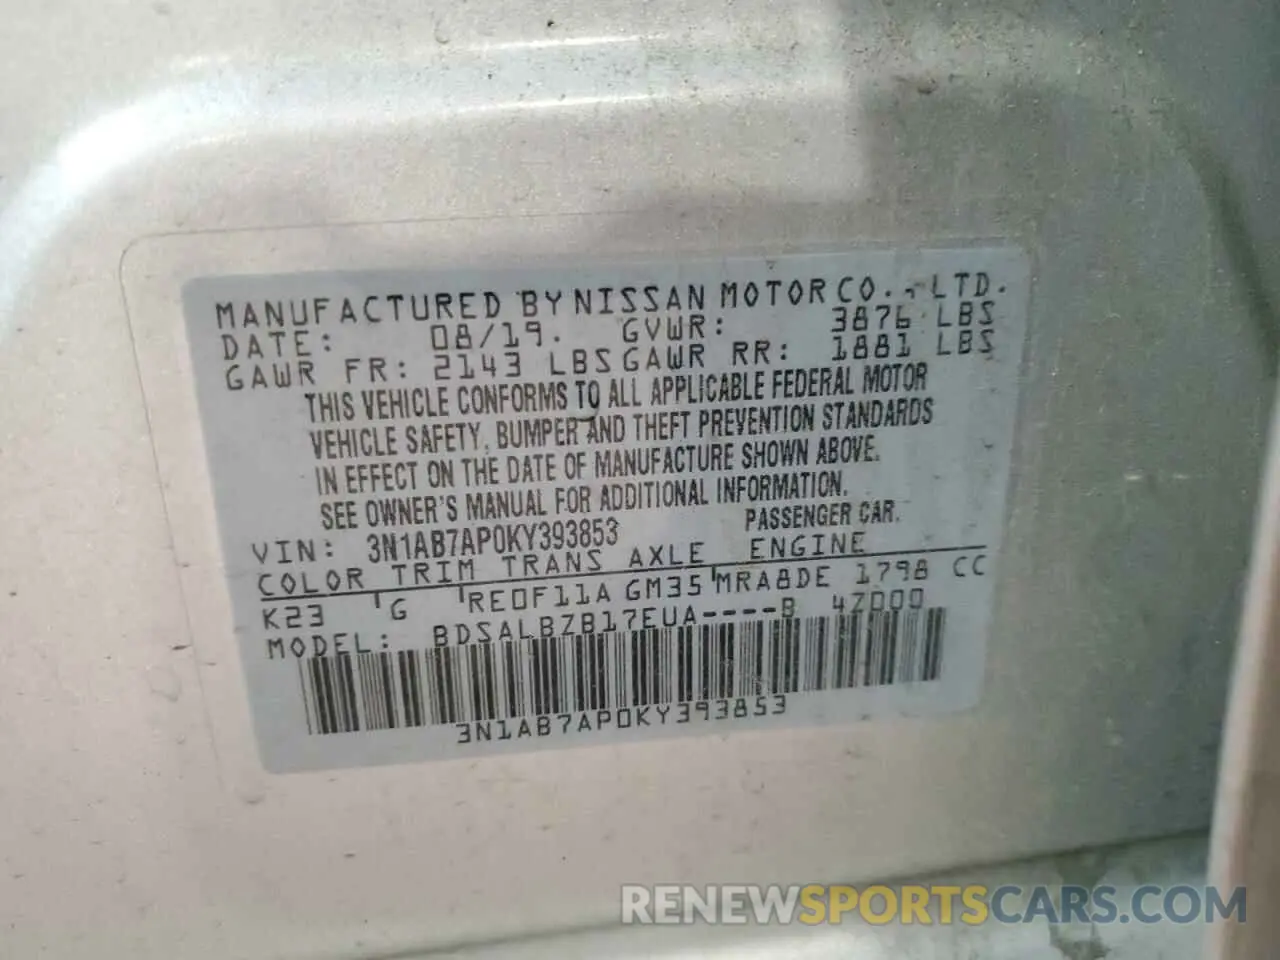 MANUFACTURED BY NISSAN MOTOR CO., LTD.
DATE: 08/19. GVWR: 3876 LBS
GAWR FR: 2143 LBS GAWR RR: 1881 LBS
THIS VEHICLE CONFORMS TO ALL APPLICABLE FEDERAL MOTOR
VEHICLE SAFETY, BUMPER AND THEFT PREVENTION STANDARDS
IN EFFECT ON THE DATE OF MANUFACTURE SHOWN ABOVE.
SEE OWNER'S MANUAL FOR ADDITIONAL INFORMATION.
PASSENGER CAR.
VIN: 3N1AB7AP0KY393853
COLOR TRIM TRANS AXLE ENGINE
K23 G RE0F11A GM35 MRA8DE 1798 CC
MODEL: BDSALBZB17EUA----B 4Z000
3N1AB7AP0KY393853
RENEWSPORTSCARS.COM